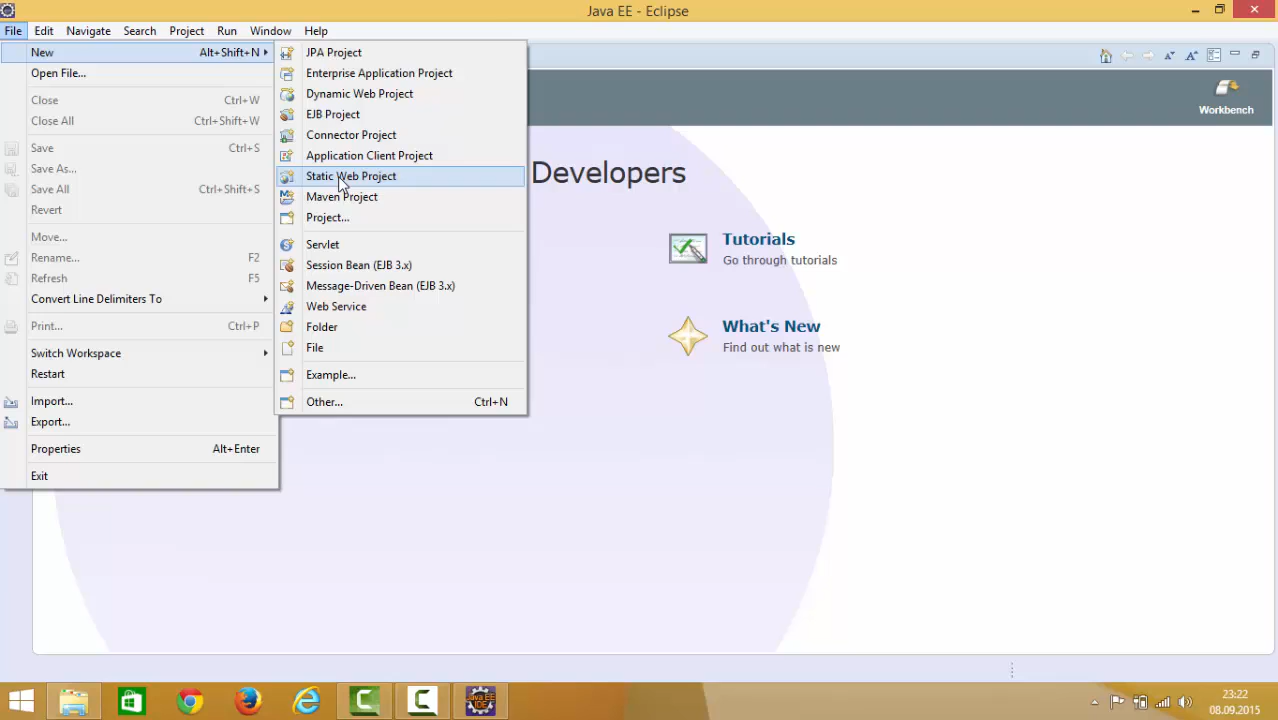 Java EE - Eclipse
File Edit Navigate Search Project Run Window Help
New Alt+Shift+N
Open File...
Close Ctrl+W
Close All Ctrl+Shift+W
Save Ctrl+S
Save As...
Save All Ctrl+Shift+S
Revert
Move...
Rename... F2
Refresh F5
Convert Line Delimiters To
Print... Ctrl+P
Switch Workspace
Restart
Import...
Export...
Properties Alt+Enter
Exit
JPA Project
Enterprise Application Project
Dynamic Web Project
EJB Project
Connector Project
Application Client Project
Static Web Project
Maven Project
Project...
Servlet
Session Bean (EJB 3.x)
Message-Driven Bean (EJB 3.x)
Web Service
Folder
File
Example...
Other... Ctrl+N
Workbench
Developers
Tutorials
Go through tutorials
What's New
Find out what is new
Java EE
IDE
23:22
08.09.2015